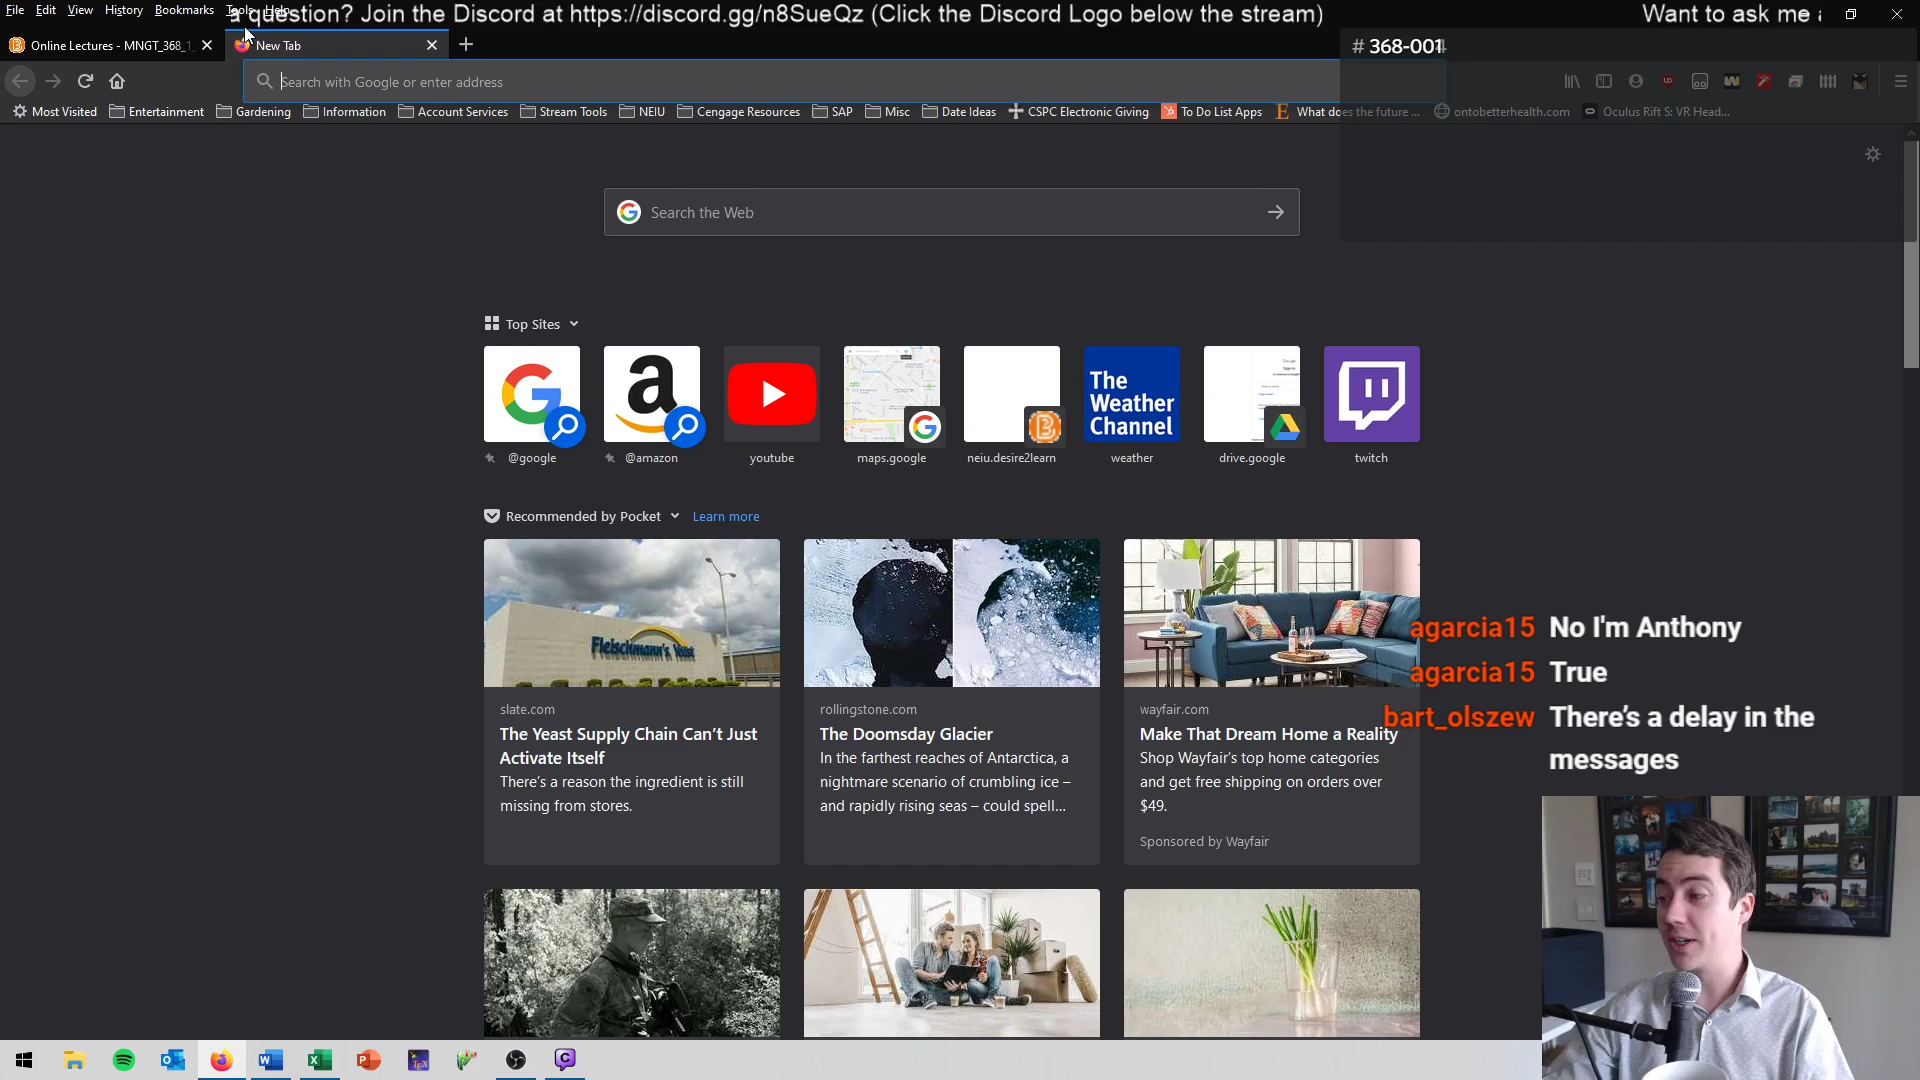 File Edit View History Bookmarks Tools Help
a question? Join the Discord at https://discord.gg/n8SueQz (Click the Discord Logo below the stream)
Want to ask me a
Online Lectures - MNGT_368_1
New Tab
# 368-001
Search with Google or enter address
Most Visited Entertainment Gardening Information Account Services Stream Tools NEIU Cengage Resources SAP Misc Date Ideas CSPC Electronic Giving To Do List Apps What does the future ... ontobetterhealth.com Oculus Rift S: VR Head...
Search the Web
Top Sites
The Weather Channel
@google @amazon youtube maps.google neiu.desire2learn weather drive.google twitch
Recommended by Pocket Learn more
Fleischmann's Yeast
slate.com
The Yeast Supply Chain Can't Just
Activate Itself
There's a reason the ingredient is still
missing from stores.
rollingstone.com
The Doomsday Glacier
In the farthest reaches of Antarctica, a
nightmare scenario of crumbling ice –
and rapidly rising seas – could spell...
wayfair.com
Make That Dream Home a Reality
Shop Wayfair's top home categories
and get free shipping on orders over
$49.
Sponsored by Wayfair
agarcia15 No I'm Anthony
agarcia15 True
bart_olszew There's a delay in the
messages